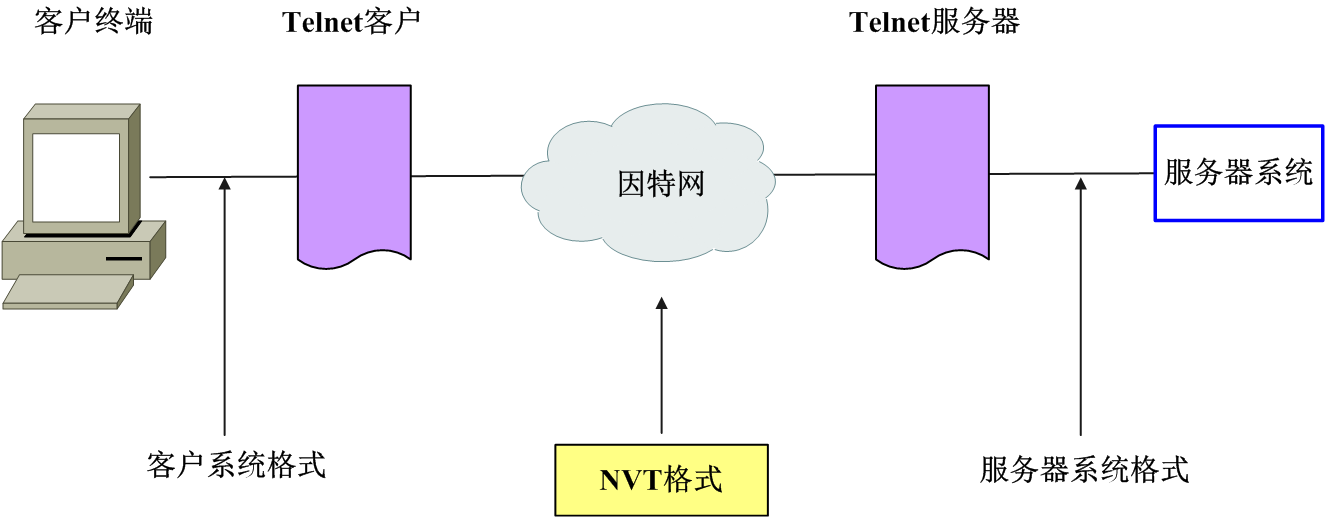 客户终端
Telnet客户
Telnet服务器
因特网
服务器系统
客户系统格式
NVT格式
服务器系统格式